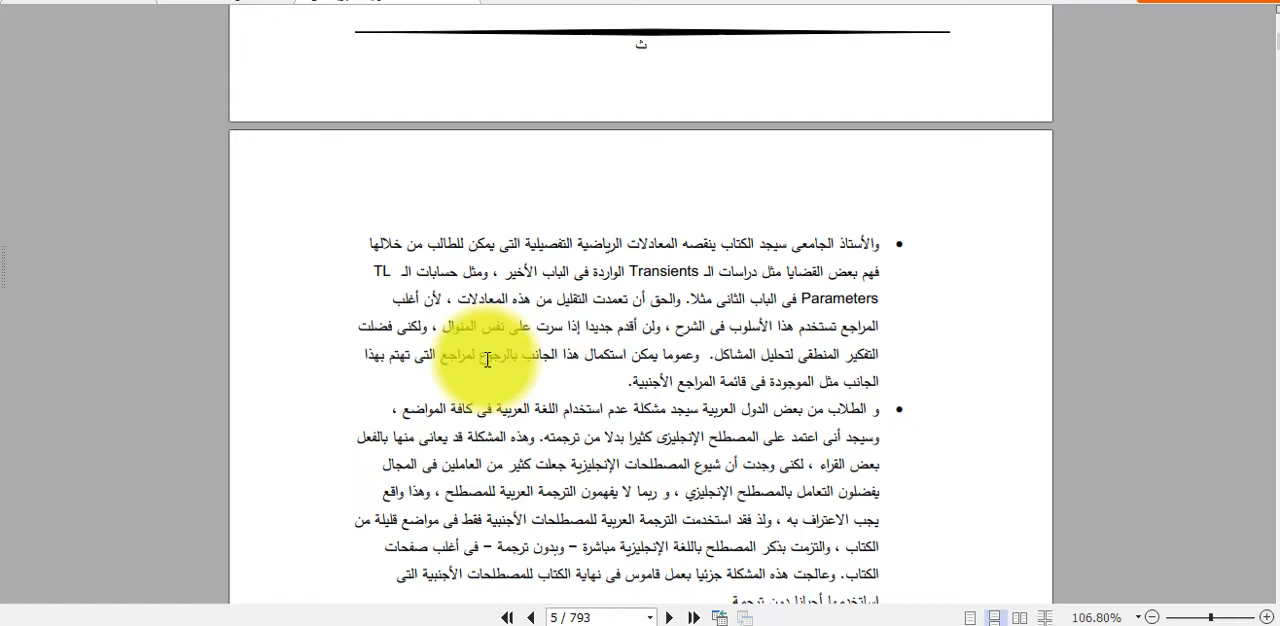 ث
• والأستاذ الجامعى سيجد الكتاب ينقصه المعادلات الرياضية التفصيلية التى يمكن للطالب من خلالها
فهم بعض القضايا مثل دراسات الـ Transients الواردة فى الباب الأخير ، ومثل حسابات الـ TL
Parameters فى الباب الثانى مثلا. والحق أن تعمدت التقليل من هذه المعادلات ، لأن أغلب
المراجع تستخدم هذا الأسلوب فى الشرح ، ولن أقدم جديدا إذا سرت على نفس المنوال ، ولكنى فضلت
التفكير المنطقى لتحليل المشاكل. وعموما يمكن استكمال هذا الجانب بالرجوع لمراجع التى تهتم بهذا
الجانب مثل الموجودة فى قائمة المراجع الأجنبية.
• و الطلاب من بعض الدول العربية سيجد مشكلة عدم استخدام اللغة العربية فى كافة المواضع ،
وسيجد أنى اعتمد على المصطلح الإنجليزى كثيرا بدلا من ترجمته. وهذه المشكلة قد يعانى منها بالفعل
بعض القراء ، لكنى وجدت أن شيوع المصطلحات الإنجليزية جعلت كثير من العاملين فى المجال
يفضلون التعامل بالمصطلح الإنجليزي ، و ربما لا يفهمون الترجمة العربية للمصطلح ، وهذا واقع
يجب الاعتراف به ، ولذ فقد استخدمت الترجمة العربية للمصطلحات الأجنبية فقط فى مواضع قليلة من
الكتاب ، والتزمت بذكر المصطلح باللغة الإنجليزية مباشرة – وبدون ترجمة – فى أغلب صفحات
الكتاب. وعالجت هذه المشكلة جزئيا بعمل قاموس فى نهاية الكتاب للمصطلحات الأجنبية التى
استخدمها أحيانا دون ترجمة
5 / 793
106.80%